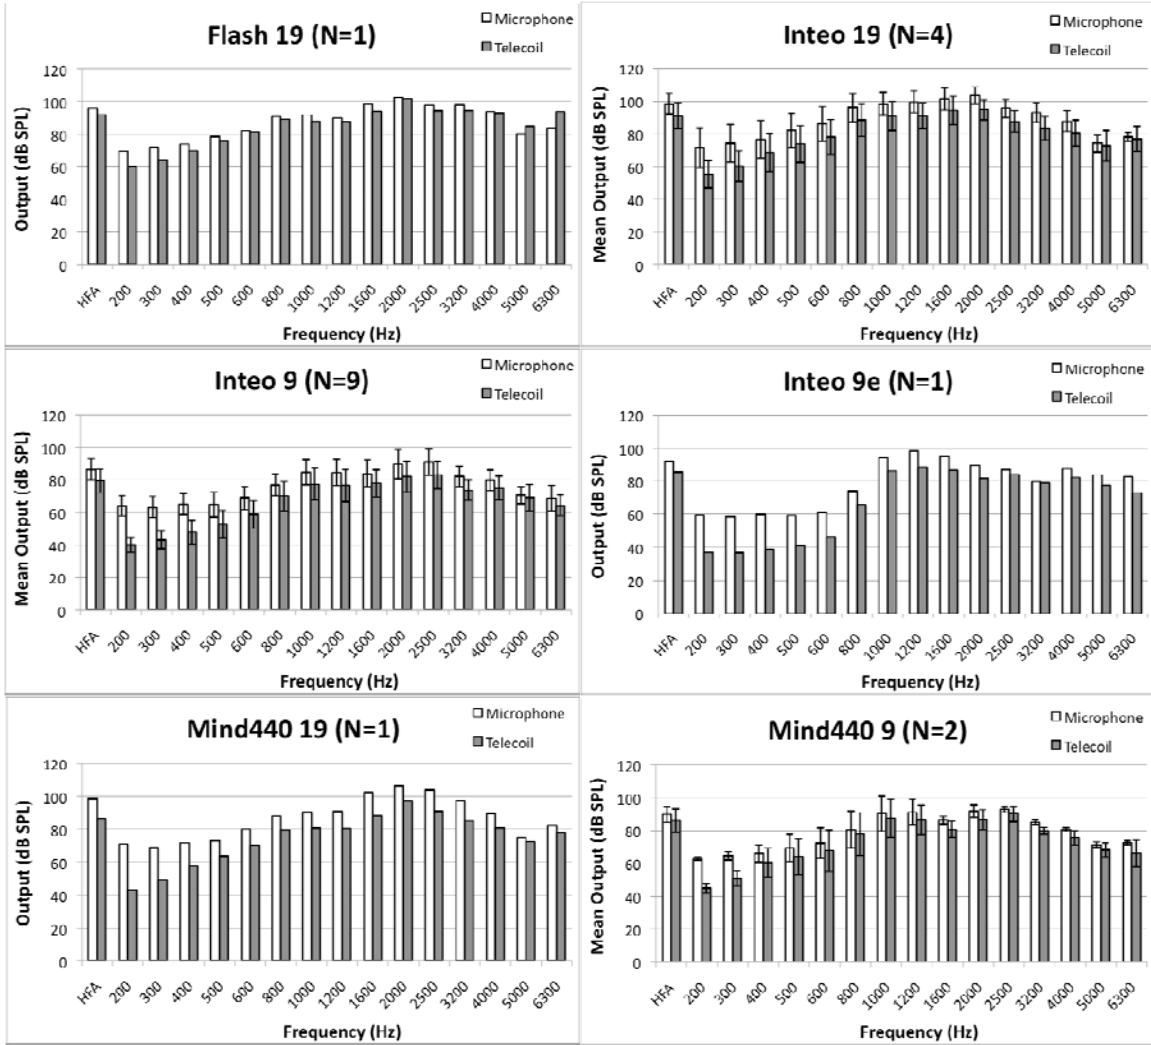 Flash 19 (N=1)
Microphone
Telecoil
Output (dB SPL)
120
100
80
60
40
20
0
HFA 200 300 400 500 600 800 1000 1200 1600 2000 2500 3200 4000 5000 6300
Frequency (Hz)
Inteo 19 (N=4)
Microphone
Telecoil
Mean Output (dB SPL)
120
100
80
60
40
20
0
HFA 200 300 400 500 600 800 1000 1200 1600 2000 2500 3200 4000 5000 6300
Frequency (Hz)
Inteo 9 (N=9)
Microphone
Telecoil
Mean Output (dB SPL)
120
100
80
60
40
20
0
HFA 200 300 400 500 600 800 1000 1200 1600 2000 2500 3200 4000 5000 6300
Frequency (Hz)
Inteo 9e (N=1)
Microphone
Telecoil
Output (dB SPL)
120
100
80
60
40
20
0
HFA 200 300 400 500 600 800 1000 1200 1600 2000 2500 3200 4000 5000 6300
Frequency (Hz)
Mind440 19 (N=1)
Microphone
Telecoil
Output (dB SPL)
120
100
80
60
40
20
0
HFA 200 300 400 500 600 800 1000 1200 1600 2000 2500 3200 4000 5000 6300
Frequency (Hz)
Mind440 9 (N=2)
Microphone
Telecoil
Mean Output (dB SPL)
120
100
80
60
40
20
0
HFA 200 300 400 500 600 800 1000 1200 1600 2000 2500 3200 4000 5000 6300
Frequency (Hz)